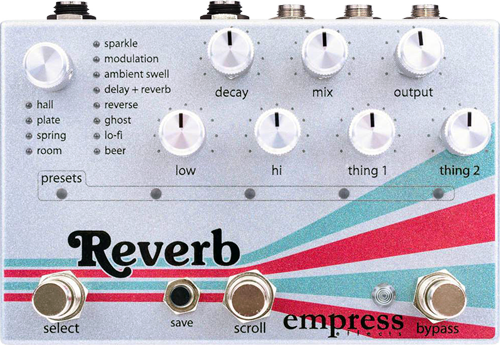 sparkle
modulation
ambient swell
delay + reverb
reverse
ghost
lo-fi
beer
hall
plate
spring
room
decay
mix
output
low
hi
thing 1
thing 2
presets
Reverb
select
save
scroll
empress
effects
bypass